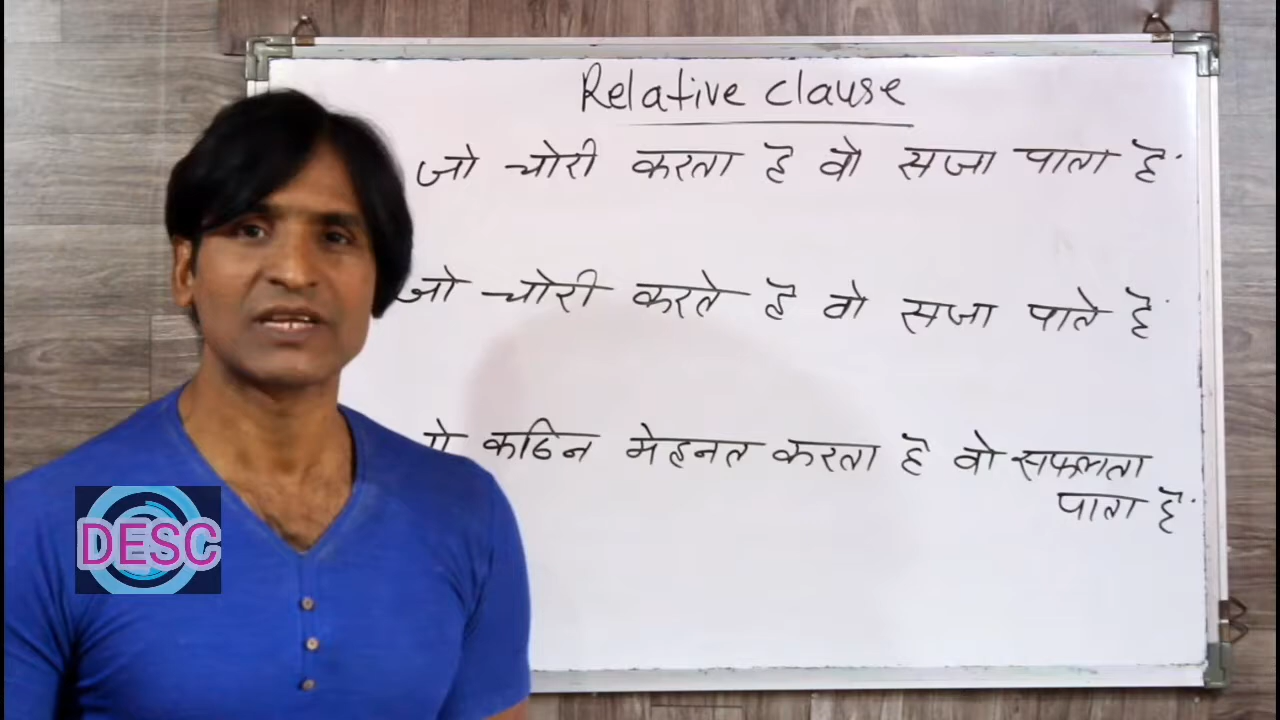 Relative clause
जो चोरी करता है वो सजा पाता है.
जो चोरी करते है वो सजा पाते है.
कठिन मेहनत करता है वो सफलता
पाता है.
DESC